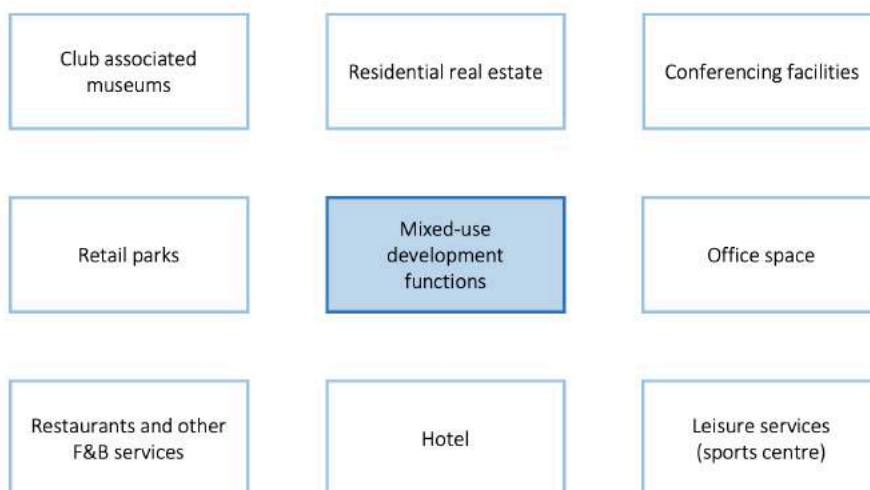 Club associated
museums
Residential real estate
Conferencing facilities
Retail parks
Mixed-use
development
functions
Office space
Restaurants and other
F&B services
Hotel
Leisure services
(sports centre)